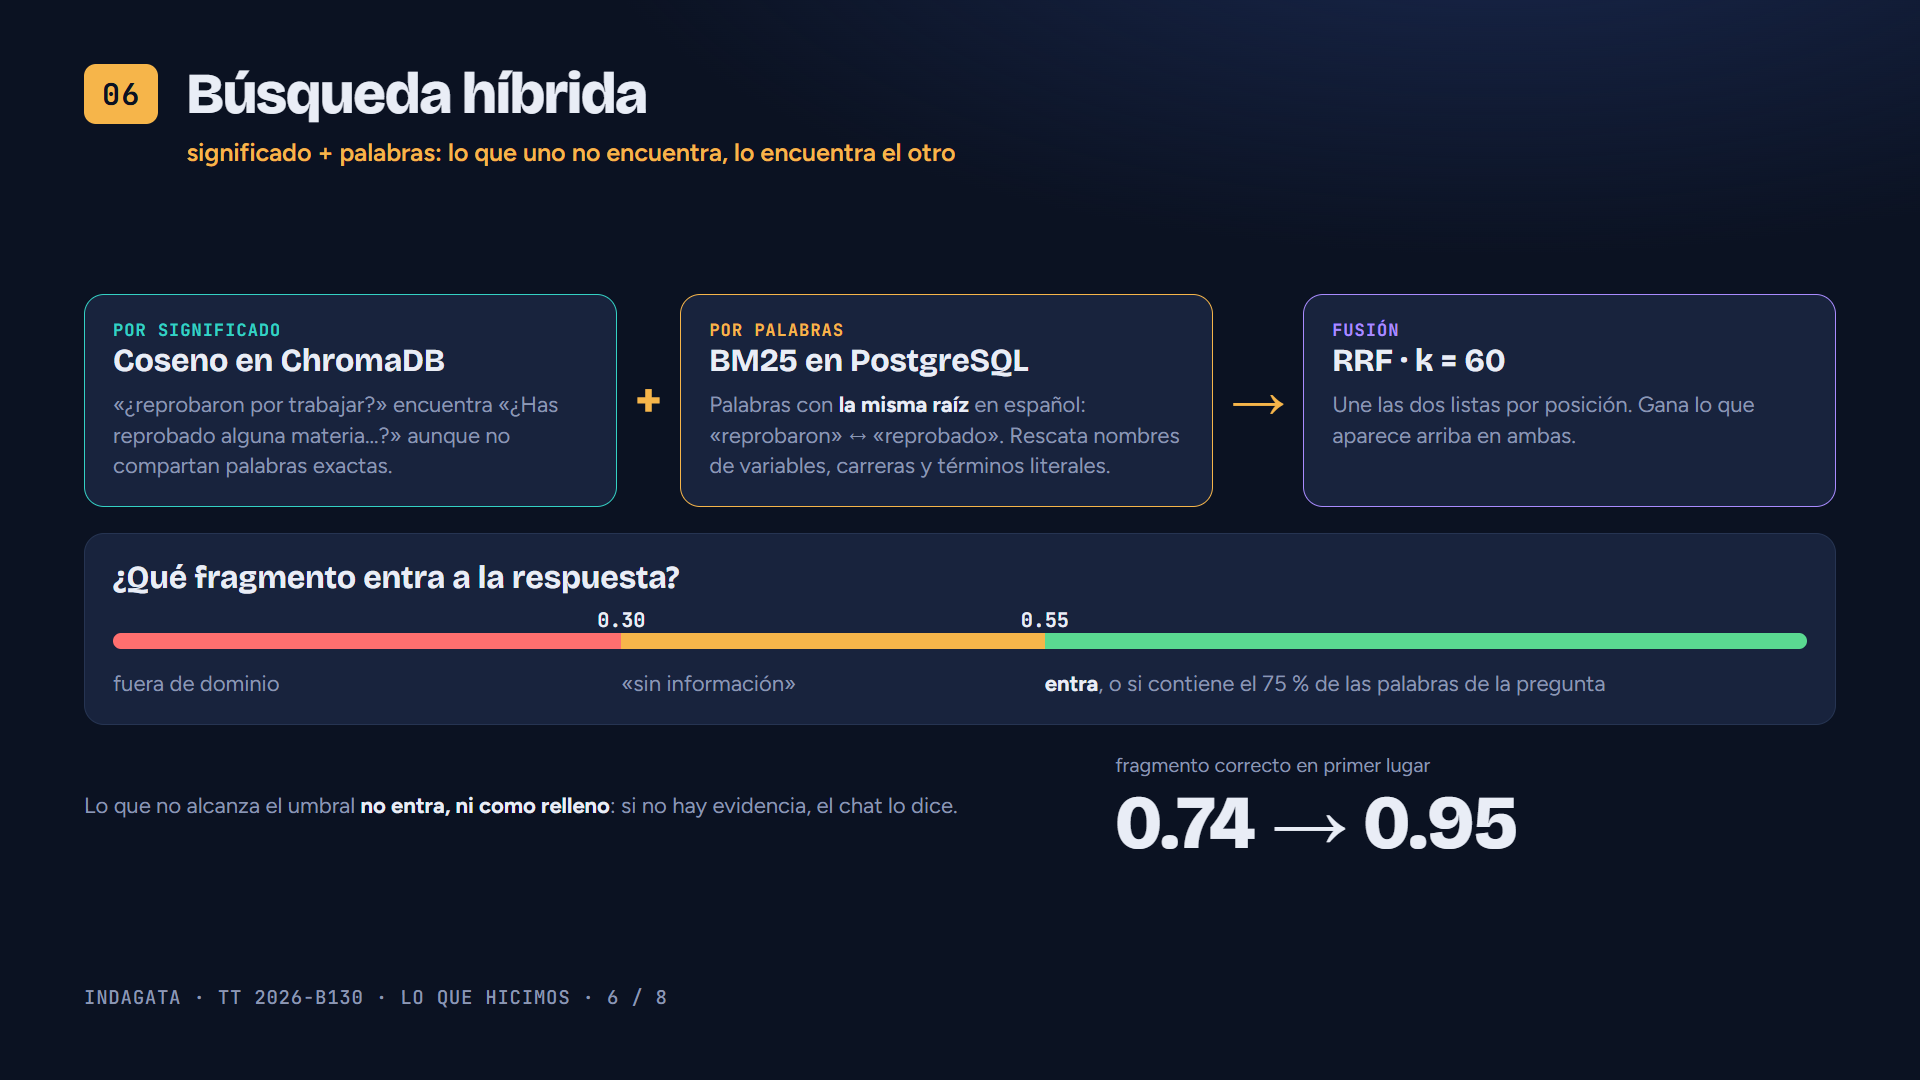 06
Búsqueda híbrida
significado + palabras: lo que uno no encuentra, lo encuentra el otro
POR SIGNIFICADO
Coseno en ChromaDB
«¿reprobaron por trabajar?» encuentra «¿Has
reprobado alguna materia...?» aunque no
compartan palabras exactas.
+
POR PALABRAS
BM25 en PostgreSQL
Palabras con la misma raíz en español:
«reprobaron» ↔ «reprobado». Rescata nombres
de variables, carreras y términos literales.
→
FUSIÓN
RRF · k = 60
Une las dos listas por posición. Gana lo que
aparece arriba en ambas.
¿Qué fragmento entra a la respuesta?
0.30 0.55
fuera de dominio «sin información» entra, o si contiene el 75 % de las palabras de la pregunta
Lo que no alcanza el umbral no entra, ni como relleno: si no hay evidencia, el chat lo dice.
fragmento correcto en primer lugar
0.74 → 0.95
INDAGATA · TT 2026-B130 · LO QUE HICIMOS · 6 / 8